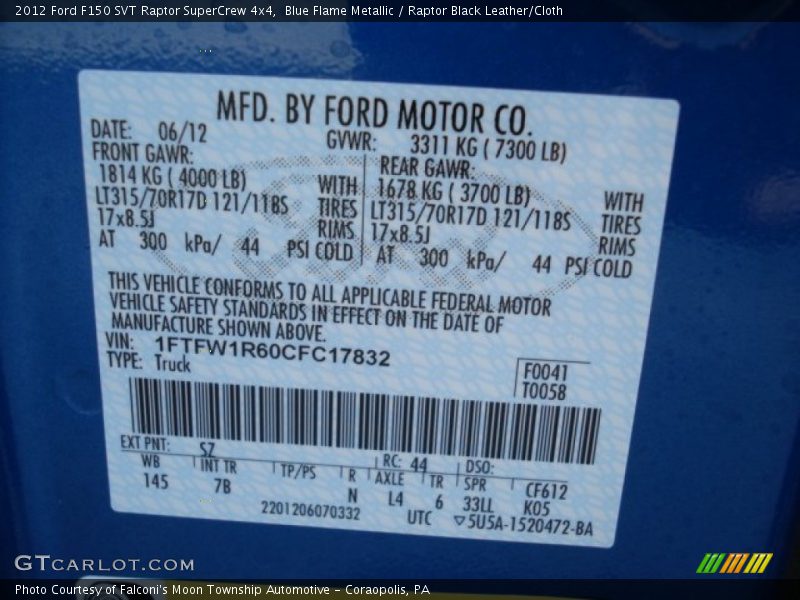 2012 Ford F150 SVT Raptor SuperCrew 4x4,  Blue Flame Metallic / Raptor Black Leather/Cloth
MFD. BY FORD MOTOR CO.
DATE: 06/12 GVWR: 3311 KG ( 7300 LB)
FRONT GAWR: REAR GAWR:
1814 KG ( 4000 LB) WITH 1678 KG ( 3700 LB) WITH
LT315/70R17D 121/118S TIRES LT315/70R17D 121/118S TIRES
17x8.5J RIMS 17x8.5J RIMS
AT 300 kPa/ 44 PSI COLD AT 300 kPa/ 44 PSI COLD
THIS VEHICLE CONFORMS TO ALL APPLICABLE FEDERAL MOTOR
VEHICLE SAFETY STANDARDS IN EFFECT ON THE DATE OF
MANUFACTURE SHOWN ABOVE.
VIN: 1FTFW1R60CFC17832
TYPE: Truck
F0041
T0058
EXT PNT: SZ RC: 44 DSO:
WB INT TR TP/PS R AXLE TR SPR CF612
145 7B N L4 6 33LL K05
2201206070332 UTC ▽5U5A-1520472-BA
GTCARLOT.COM
Photo Courtesy of Falconi's Moon Township Automotive - Coraopolis, PA